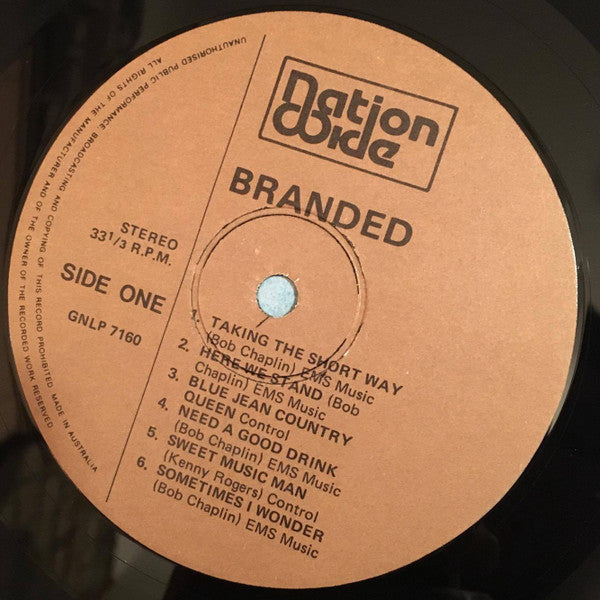 Nation
Wide
BRANDED
STEREO
33 1/3 R.P.M.
SIDE ONE
GNLP 7160
1. TAKING THE SHORT WAY
(Bob Chaplin) EMS Music
2. HERE WE STAND (Bob
Chaplin) EMS Music
3. BLUE JEAN COUNTRY
QUEEN Control
4. NEED A GOOD DRINK
(Bob Chaplin) EMS Music
5. SWEET MUSIC MAN
(Kenny Rogers) Control
6. SOMETIMES I WONDER
(Bob Chaplin) EMS Music
ALL RIGHTS OF THE MANUFACTURER AND OF THE OWNER OF THE RECORDED WORK RESERVED.
UNAUTHORISED PUBLIC PERFORMANCE BROADCASTING AND COPYING OF THIS RECORD PROHIBITED. MADE IN AUSTRALIA